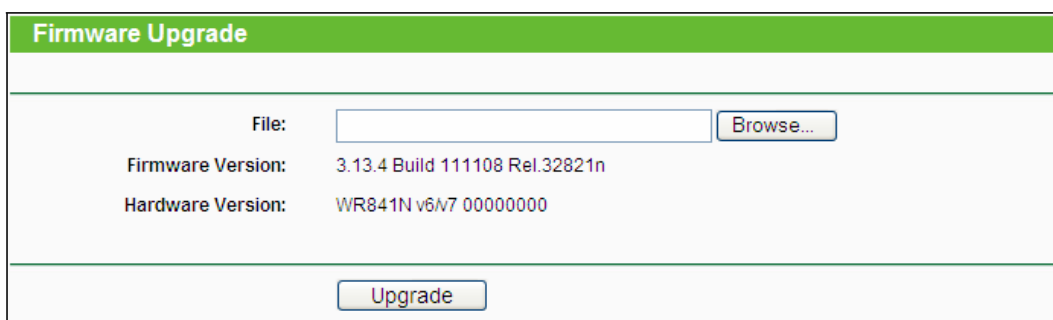 Firmware Upgrade
File:
Browse...
Firmware Version: 3.13.4 Build 111108 Rel.32821n
Hardware Version: WR841N v6/v7 00000000
Upgrade